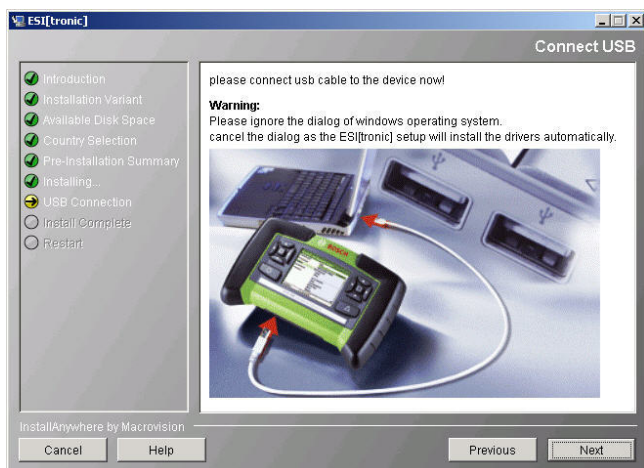 ESI[tronic]
Connect USB
Introduction
Installation Variant
Available Disk Space
Country Selection
Pre-Installation Summary
Installing...
USB Connection
Install Complete
Restart
please connect usb cable to the device now!
Warning:
Please ignore the dialog of windows operating system.
cancel the dialog as the ESI[tronic] setup will install the drivers automatically.
BOSCH
InstallAnywhere by Macrovision
Cancel
Help
Previous
Next